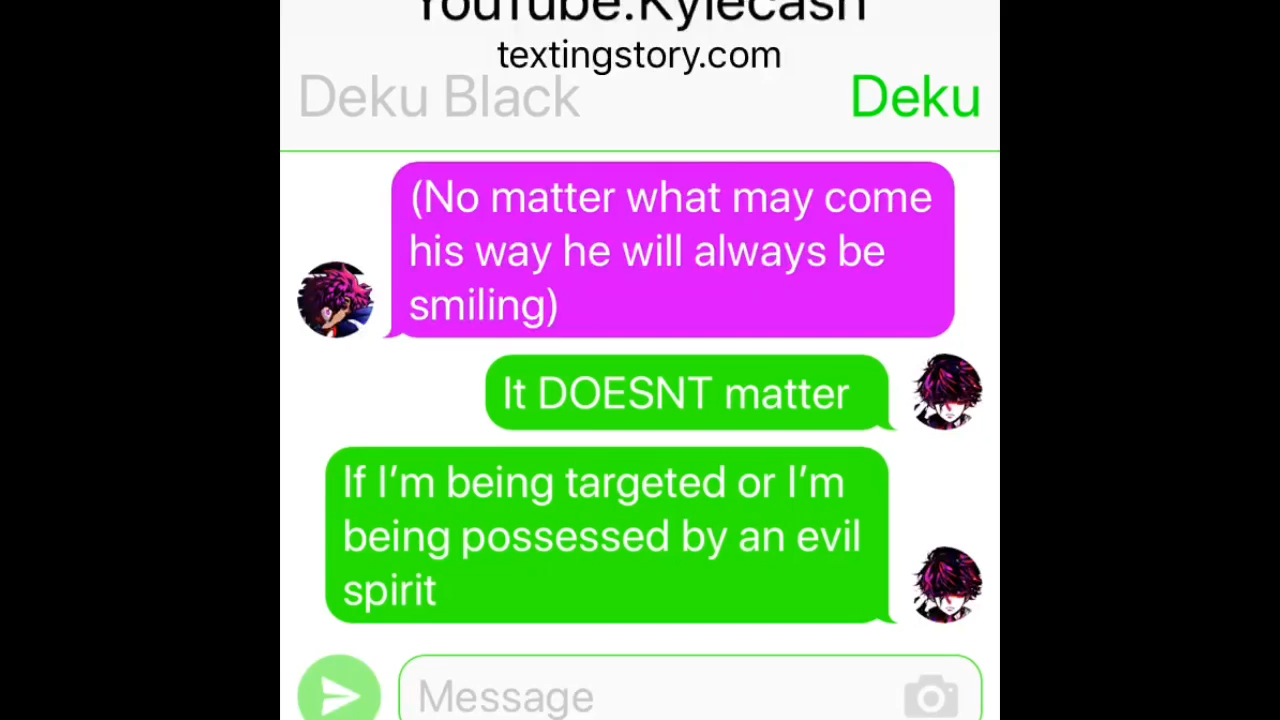 YouTube:Kylecash
textingstory.com
Deku Black
Deku
(No matter what may come
his way he will always be
smiling)
It DOESNT matter
If I’m being targeted or I’m
being possessed by an evil
spirit
Message